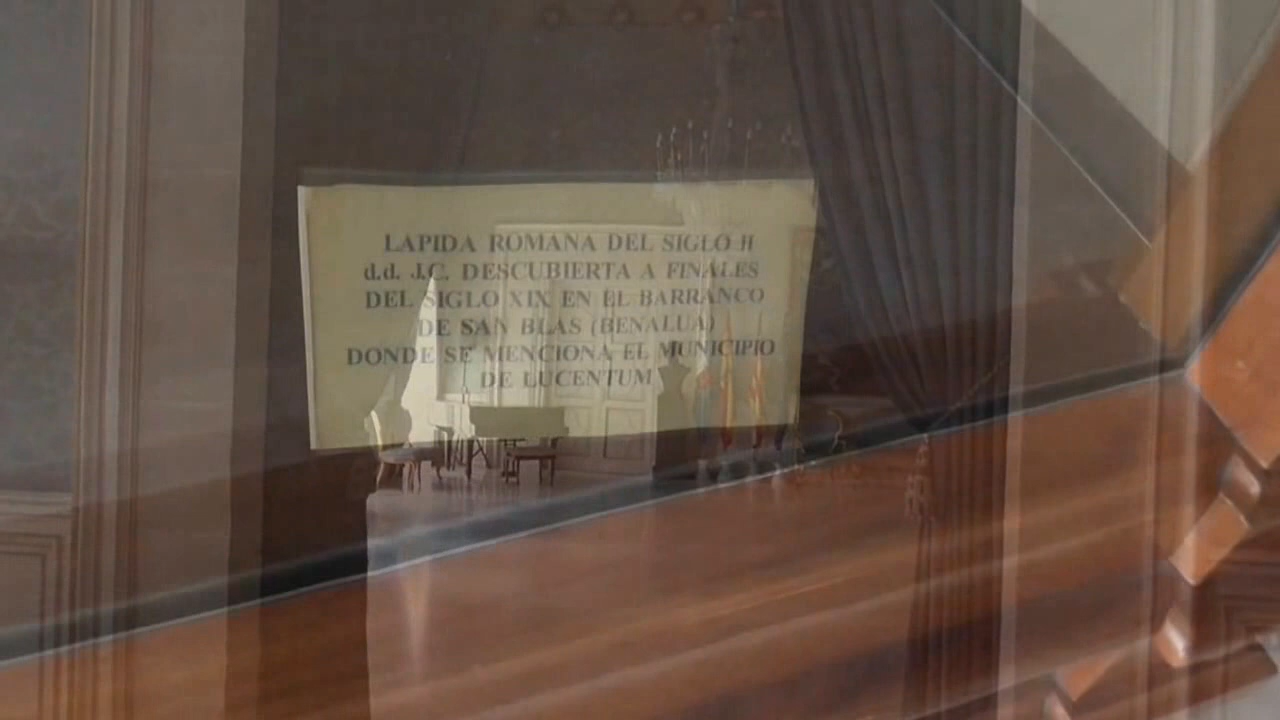 LAPIDA ROMANA DEL SIGLO II
d.d. J.C. DESCUBIERTA A FINALES
DEL SIGLO XIX EN EL BARRANCO
DE SAN BLAS (BENALUA)
DONDE SE MENCIONA EL MUNICIPIO
DE LUCENTUM